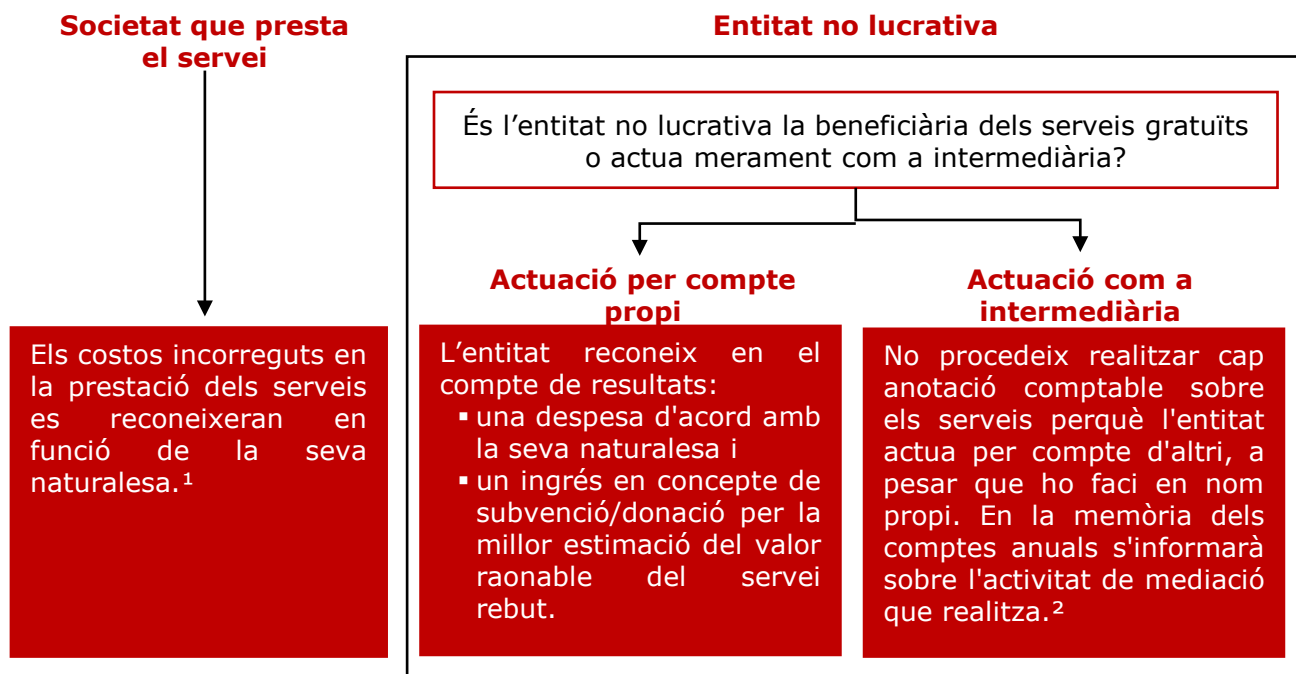 Societat que presta
el servei
Entitat no lucrativa
És l’entitat no lucrativa la beneficiària dels serveis gratuïts
o actua merament com a intermediària?
Actuació per compte
propi
Actuació com a
intermediària
Els costos incorreguts en
la prestació dels serveis
es reconeixeran en
funció de la seva
naturalesa.¹
L’entitat reconeix en el
compte de resultats:
▪ una despesa d'acord amb
la seva naturalesa i
▪ un ingrés en concepte de
subvenció/donació per la
millor estimació del valor
raonable del servei
rebut.
No procedeix realitzar cap
anotació comptable sobre
els serveis perquè l'entitat
actua per compte d'altri, a
pesar que ho faci en nom
propi. En la memòria dels
comptes anuals s'informarà
sobre l'activitat de mediació
que realitza.²